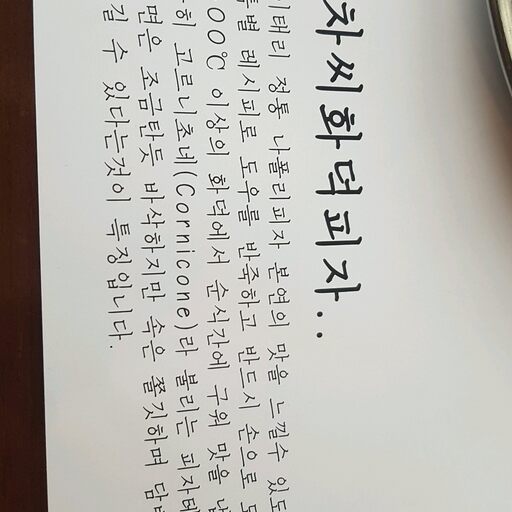 차씨화덕피자..
이태리 정통 나폴리피자 본연의 맛을 느낄수 있도
특별 레시피로 도우를 반죽하고 반드시 손으로
00℃ 이상의 화덕에서 순식간에 구워 맛을
히 고르니초네(Cornicone)라 불리는 피자테
면은 조금탄듯 바삭하지만 속은 쫄깃하며 담
길 수 있다는것이 특징입니다.